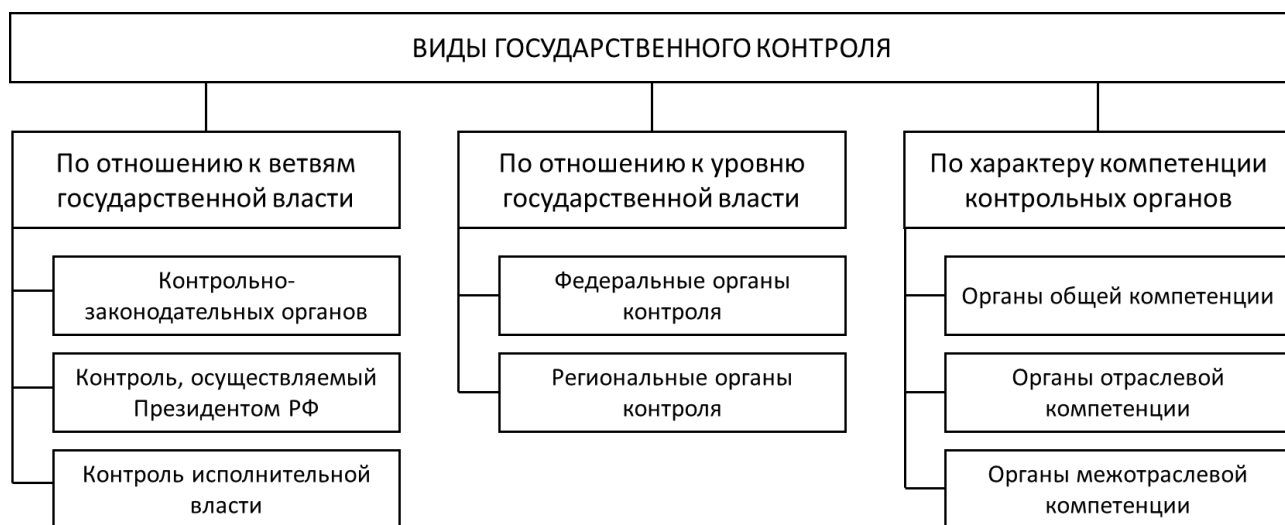 ВИДЫ ГОСУДАРСТВЕННОГО КОНТРОЛЯ
По отношению к ветвям
государственной власти
Контрольно-
законодательных органов
Контроль, осуществляемый
Президентом РФ
Контроль исполнительной
власти
По отношению к уровню
государственной власти
Федеральные органы
контроля
Региональные органы
контроля
По характеру компетенции
контрольных органов
Органы общей компетенции
Органы отраслевой
компетенции
Органы межотраслевой
компетенции